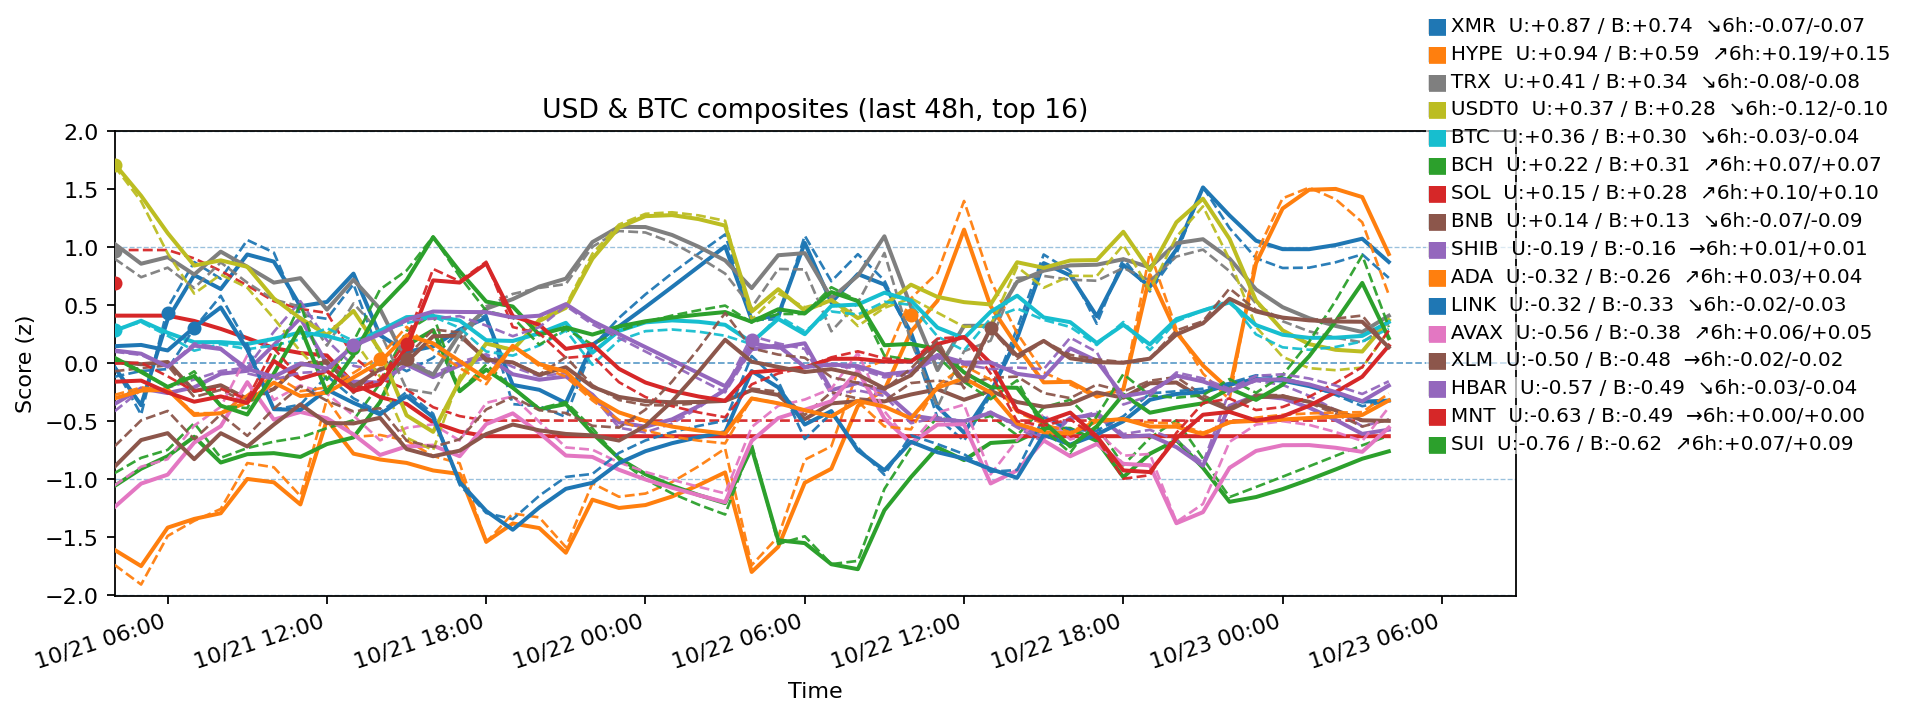 XMR U:+0.87 / B:+0.74 ↘6h:-0.07/-0.07
HYPE U:+0.94 / B:+0.59 ↗6h:+0.19/+0.15
TRX U:+0.41 / B:+0.34 ↘6h:-0.08/-0.08
USDT0 U:+0.37 / B:+0.28 ↘6h:-0.12/-0.10
BTC U:+0.36 / B:+0.30 ↘6h:-0.03/-0.04
BCH U:+0.22 / B:+0.31 ↗6h:+0.07/+0.07
SOL U:+0.15 / B:+0.28 ↗6h:+0.10/+0.10
BNB U:+0.14 / B:+0.13 ↘6h:-0.07/-0.09
SHIB U:-0.19 / B:-0.16 →6h:+0.01/+0.01
ADA U:-0.32 / B:-0.26 ↗6h:+0.03/+0.04
LINK U:-0.32 / B:-0.33 ↘6h:-0.02/-0.03
AVAX U:-0.56 / B:-0.38 ↗6h:+0.06/+0.05
XLM U:-0.50 / B:-0.48 →6h:-0.02/-0.02
HBAR U:-0.57 / B:-0.49 ↘6h:-0.03/-0.04
MNT U:-0.63 / B:-0.49 →6h:+0.00/+0.00
SUI U:-0.76 / B:-0.62 ↗6h:+0.07/+0.09
USD & BTC composites (last 48h, top 16)
Score (z)
2.0
1.5
1.0
0.5
0.0
−0.5
−1.0
−1.5
−2.0
10/21 06:00
10/21 12:00
10/21 18:00
10/22 00:00
10/22 06:00
10/22 12:00
10/22 18:00
10/23 00:00
10/23 06:00
Time